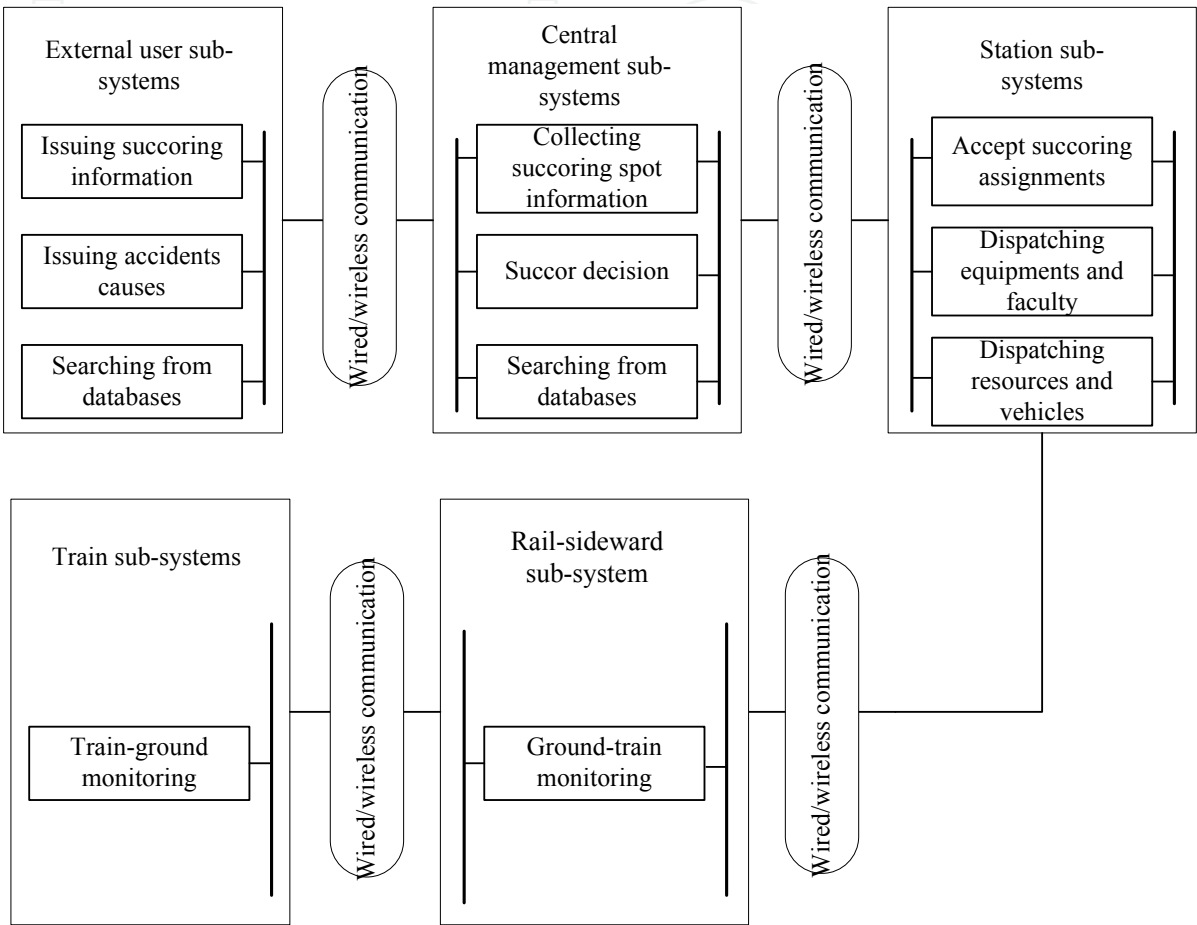 External user sub-
systems
Issuing succoring
information
Issuing accidents
causes
Searching from
databases
Wired/wireless communication
Central
management sub-
systems
Collecting
succoring spot
information
Succor decision
Searching from
databases
Wired/wireless communication
Station sub-
systems
Accept succoring
assignments
Dispatching
equipments and
faculty
Dispatching
resources and
vehicles
Train sub-systems
Train-ground
monitoring
Wired/wireless communication
Rail-sideward
sub-system
Ground-train
monitoring
Wired/wireless communication